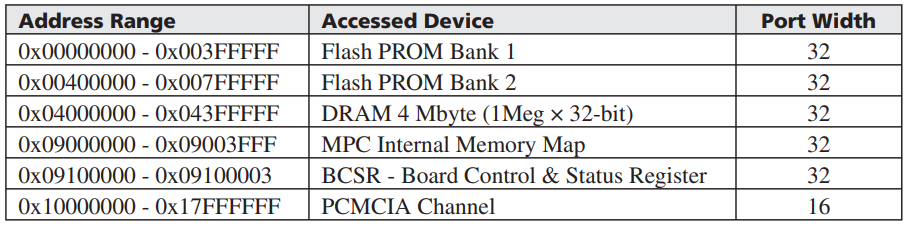 Address Range Accessed Device Port Width
0x00000000 - 0x003FFFFF Flash PROM Bank 1 32
0x00400000 - 0x007FFFFF Flash PROM Bank 2 32
0x04000000 - 0x043FFFFF DRAM 4 Mbyte (1Meg × 32-bit) 32
0x09000000 - 0x09003FFF MPC Internal Memory Map 32
0x09100000 - 0x09100003 BCSR - Board Control & Status Register 32
0x10000000 - 0x17FFFFFF PCMCIA Channel 16